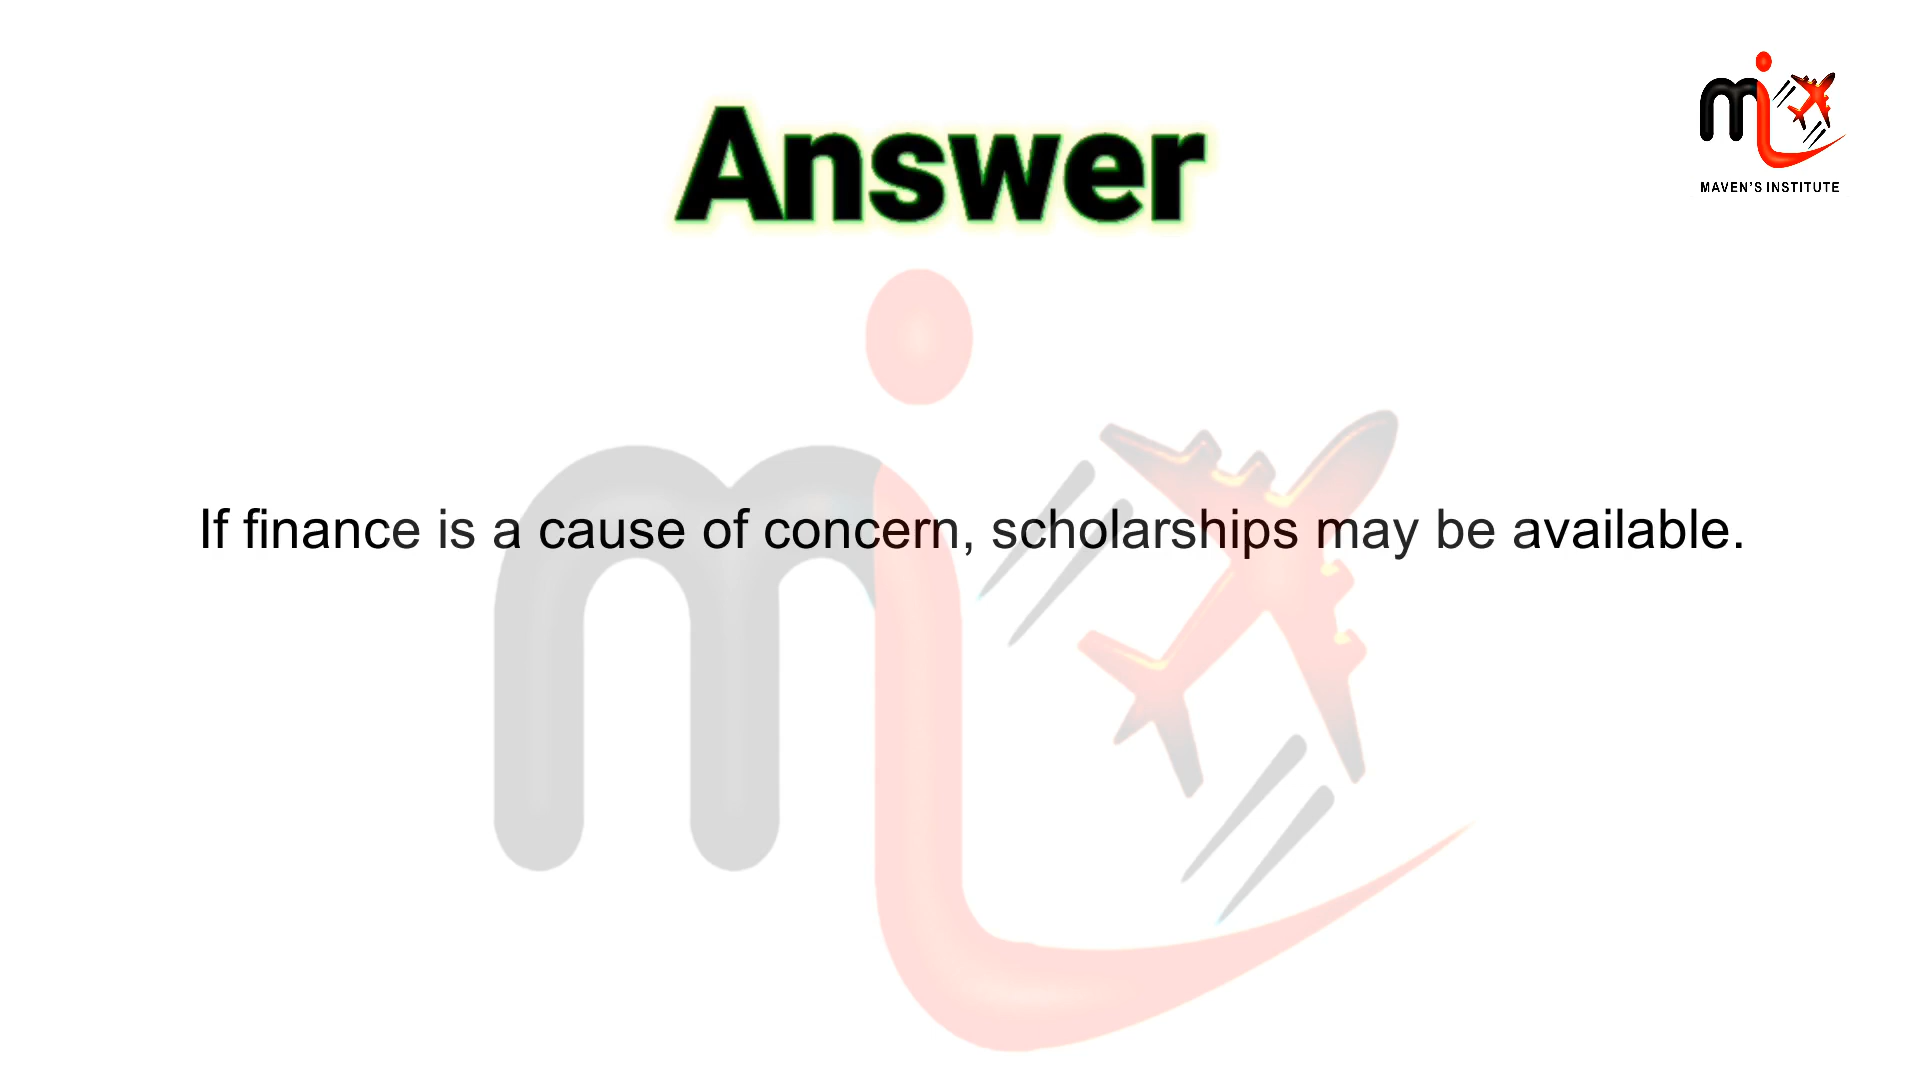 Answer
MAVEN'S INSTITUTE
If finance is a cause of concern, scholarships may be available.